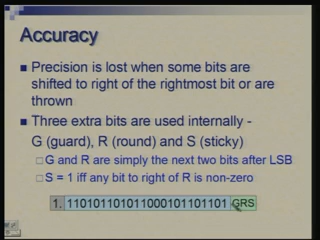 Accuracy
Precision is lost when some bits are
shifted to right of the rightmost bit or are
thrown
Three extra bits are used internally -
G (guard), R (round) and S (sticky)
G and R are simply the next two bits after LSB
S = 1 iff any bit to right of R is non-zero
1. 11010110101100010110 1101 GRS